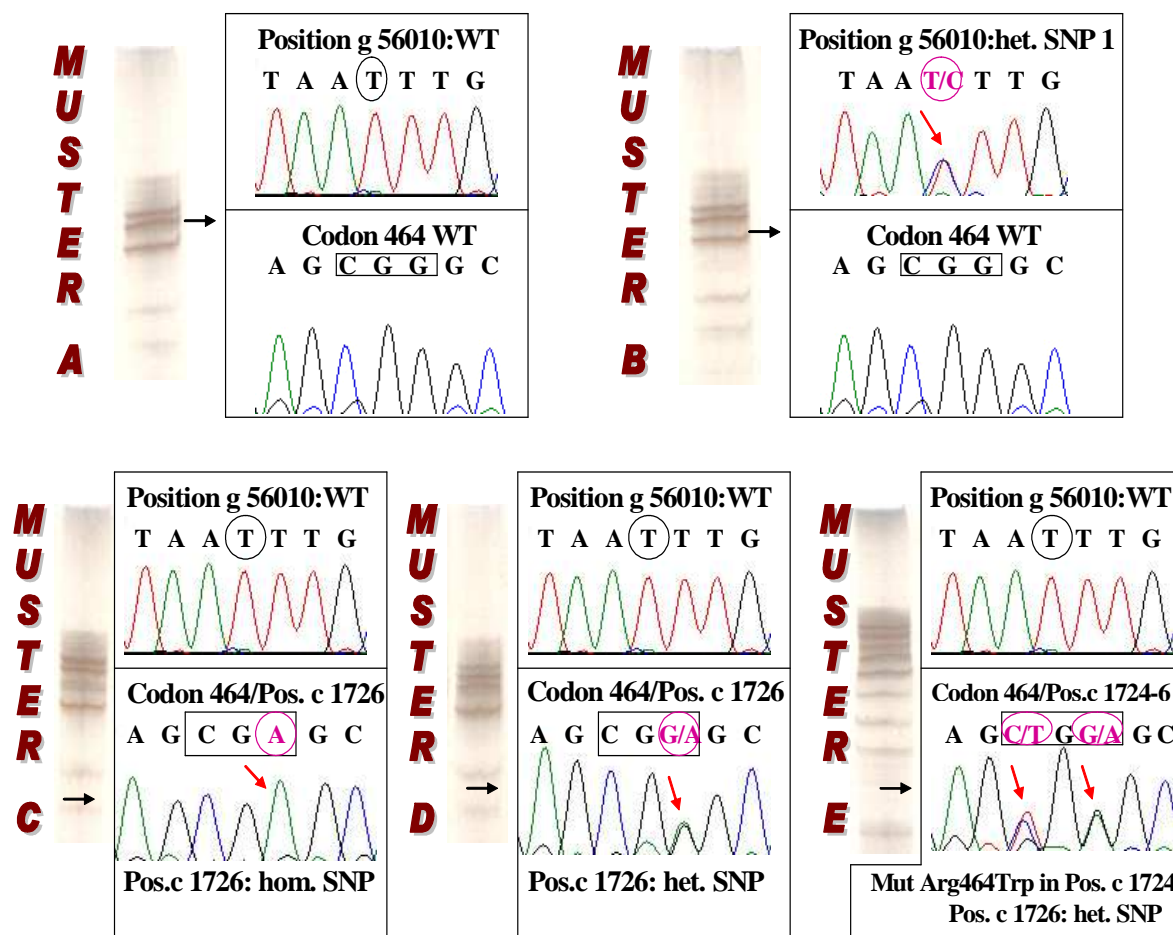 MUSTER A
Position g 56010:WT
T A A T T T G
Codon 464 WT
A G C G G G C
MUSTER B
Position g 56010:het. SNP 1
T A A T/C T T G
Codon 464 WT
A G C G G G C
MUSTER C
Position g 56010:WT
T A A T T T G
Codon 464/Pos. c 1726
A G C G A G C
Pos.c 1726: hom. SNP
MUSTER D
Position g 56010:WT
T A A T T T G
Codon 464/Pos. c 1726
A G C G G/A G C
Pos.c 1726: het. SNP
MUSTER E
Position g 56010:WT
T A A T T T G
Codon 464/Pos.c 1724-6
A G C/T G G/A G C
Mut Arg464Trp in Pos. c 1724
Pos. c 1726: het. SNP